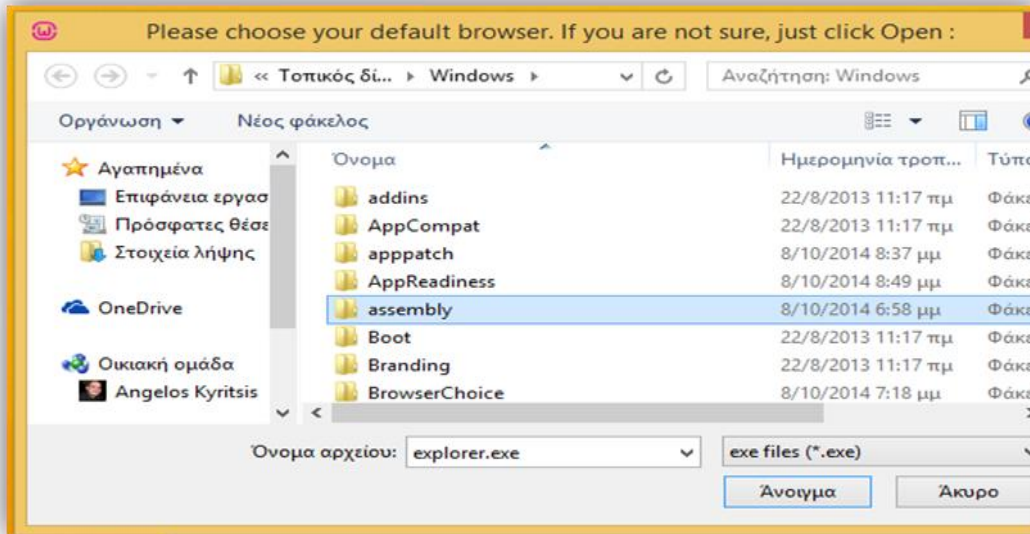 Please choose your default browser. If you are not sure, just click Open :
« Τοπικός δί... Windows Αναζήτηση: Windows
Οργάνωση Νέος φάκελος
Αγαπημένα
Επιφάνεια εργασ
Πρόσφατες θέσε
Στοιχεία λήψης
OneDrive
Οικιακή ομάδα
Angelos Kyritsis
Όνομα Ημερομηνία τροπ... Τύπο
addins 22/8/2013 11:17 πμ Φάκε
AppCompat 22/8/2013 11:17 πμ Φάκε
apppatch 8/10/2014 8:37 μμ Φάκε
AppReadiness 8/10/2014 8:49 μμ Φάκε
assembly 8/10/2014 6:58 μμ Φάκε
Boot 22/8/2013 11:17 πμ Φάκε
Branding 22/8/2013 11:17 πμ Φάκε
BrowserChoice 8/10/2014 7:18 μμ Φάκε
Όνομα αρχείου: explorer.exe exe files (*.exe)
Άνοιγμα Άκυρο